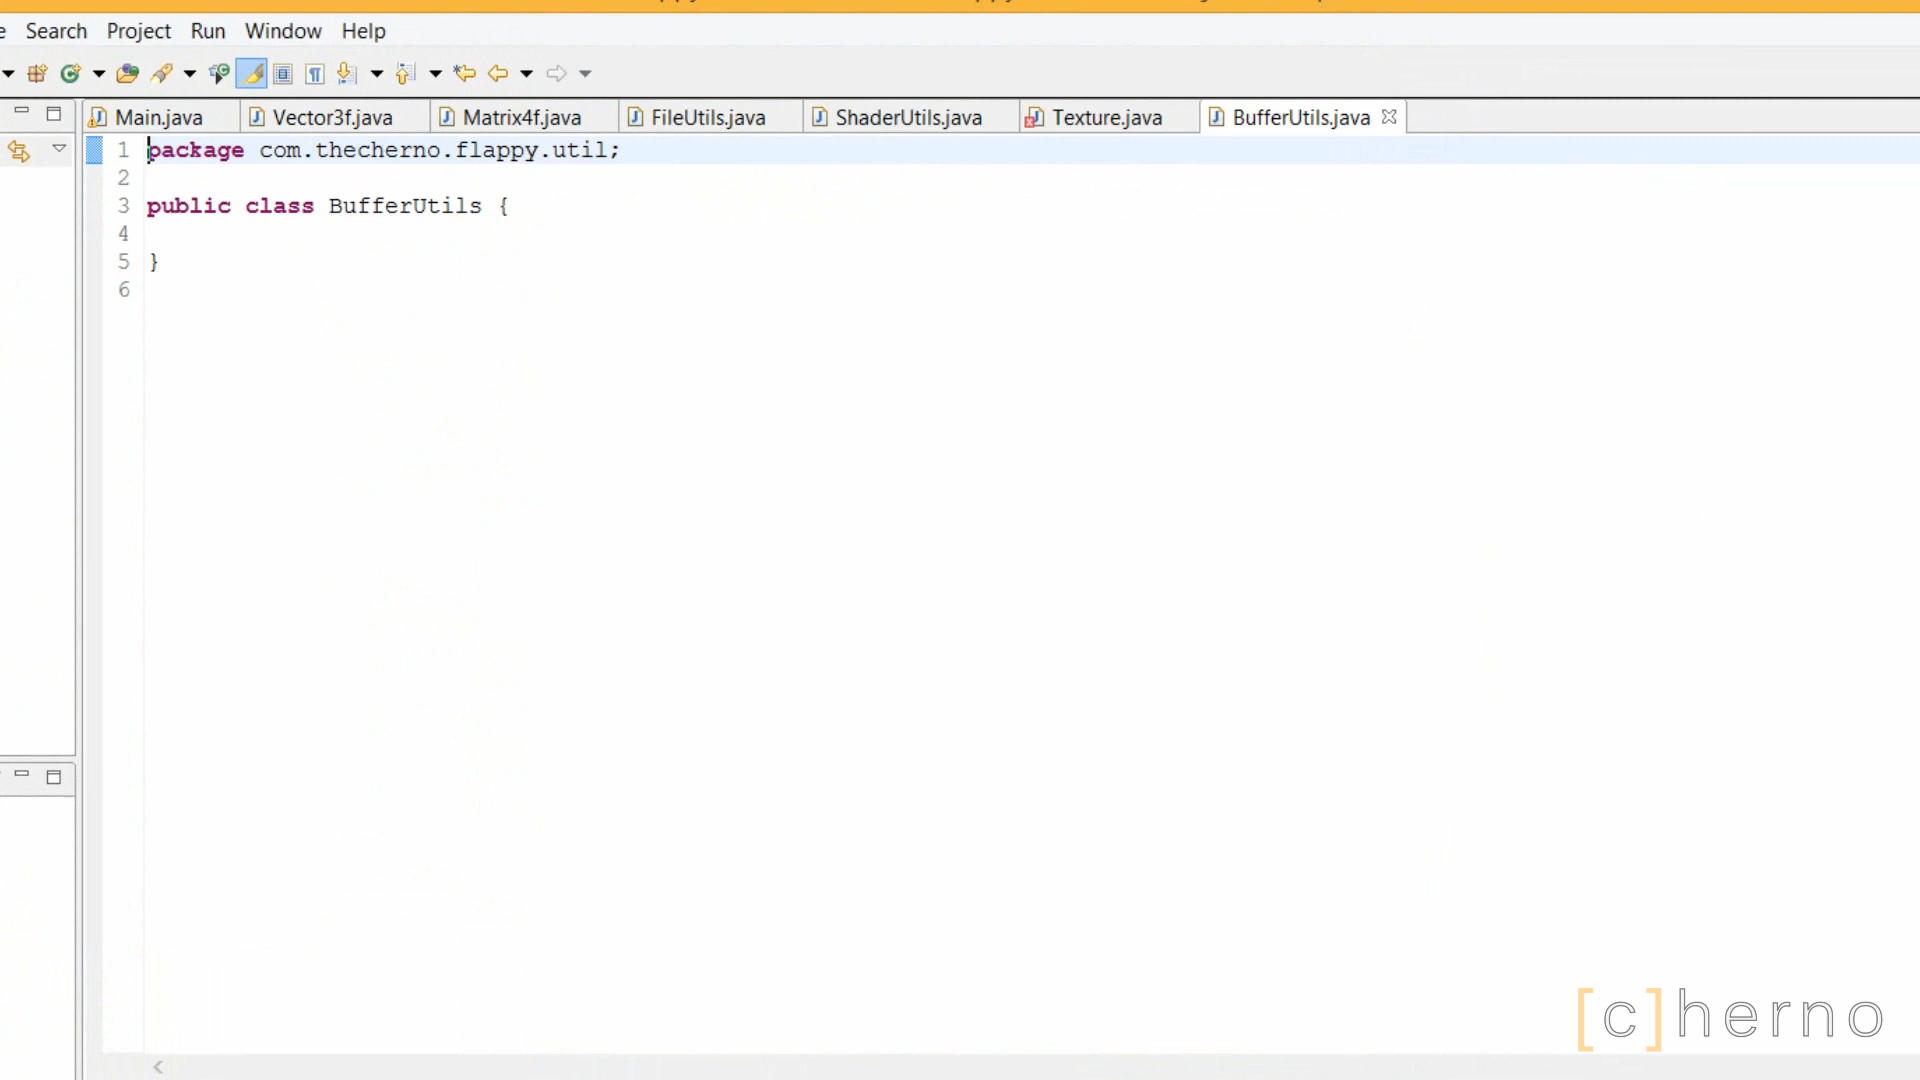 Search Project Run Window Help
Main.java Vector3f.java Matrix4f.java FileUtils.java ShaderUtils.java Texture.java BufferUtils.java
1 package com.thecherno.flappy.util;
2
3 public class BufferUtils {
4
5 }
6
[c]herno